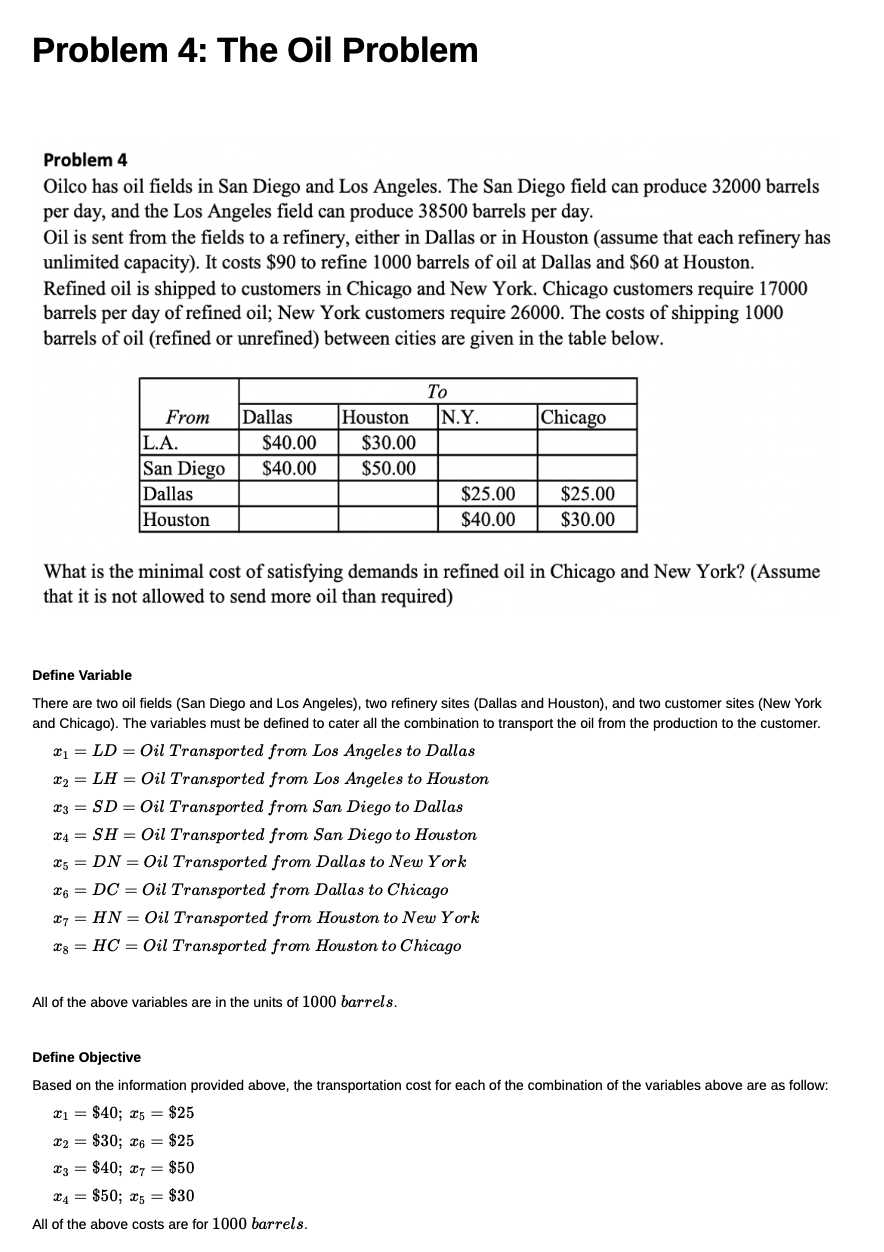 Problem 4: The Oil Problem
Problem 4
Oilco has oil fields in San Diego and Los Angeles. The San Diego field can produce 32000 barrels
per day, and the Los Angeles field can produce 38500 barrels per day.
Oil is sent from the fields to a refinery, either in Dallas or in Houston (assume that each refinery has
unlimited capacity). It costs $90 to refine 1000 barrels of oil at Dallas and $60 at Houston.
Refined oil is shipped to customers in Chicago and New York. Chicago customers require 17000
barrels per day of refined oil; New York customers require 26000. The costs of shipping 1000
barrels of oil (refined or unrefined) between cities are given in the table below.
To
From Dallas Houston N.Y. Chicago
L.A. $40.00 $30.00
San Diego $40.00 $50.00
Dallas $25.00 $25.00
Houston $40.00 $30.00
What is the minimal cost of satisfying demands in refined oil in Chicago and New York? (Assume
that it is not allowed to send more oil than required)
Define Variable
There are two oil fields (San Diego and Los Angeles), two refinery sites (Dallas and Houston), and two customer sites (New York
and Chicago). The variables must be defined to cater all the combination to transport the oil from the production to the customer.
x₁ = LD = Oil Transported from Los Angeles to Dallas
x₂ = LH = Oil Transported from Los Angeles to Houston
x₃ = SD = Oil Transported from San Diego to Dallas
x₄ = SH = Oil Transported from San Diego to Houston
x₅ = DN = Oil Transported from Dallas to New York
x₆ = DC = Oil Transported from Dallas to Chicago
x₇ = HN = Oil Transported from Houston to New York
x₈ = HC = Oil Transported from Houston to Chicago
All of the above variables are in the units of 1000 barrels.
Define Objective
Based on the information provided above, the transportation cost for each of the combination of the variables above are as follow:
x₁ = $40; x₅ = $25
x₂ = $30; x₆ = $25
x₃ = $40; x₇ = $50
x₄ = $50; x₅ = $30
All of the above costs are for 1000 barrels.